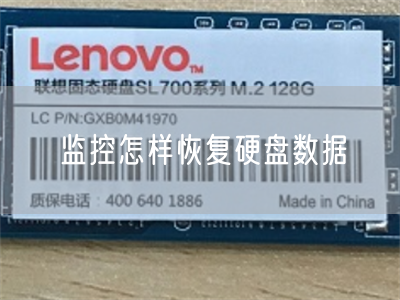 Lenovo™
联想固态硬盘SL700系列 M.2 128G
LC P/N:GXB0M41970
监控怎样恢复硬盘数据
质保电话：400 640 1886 Made in China